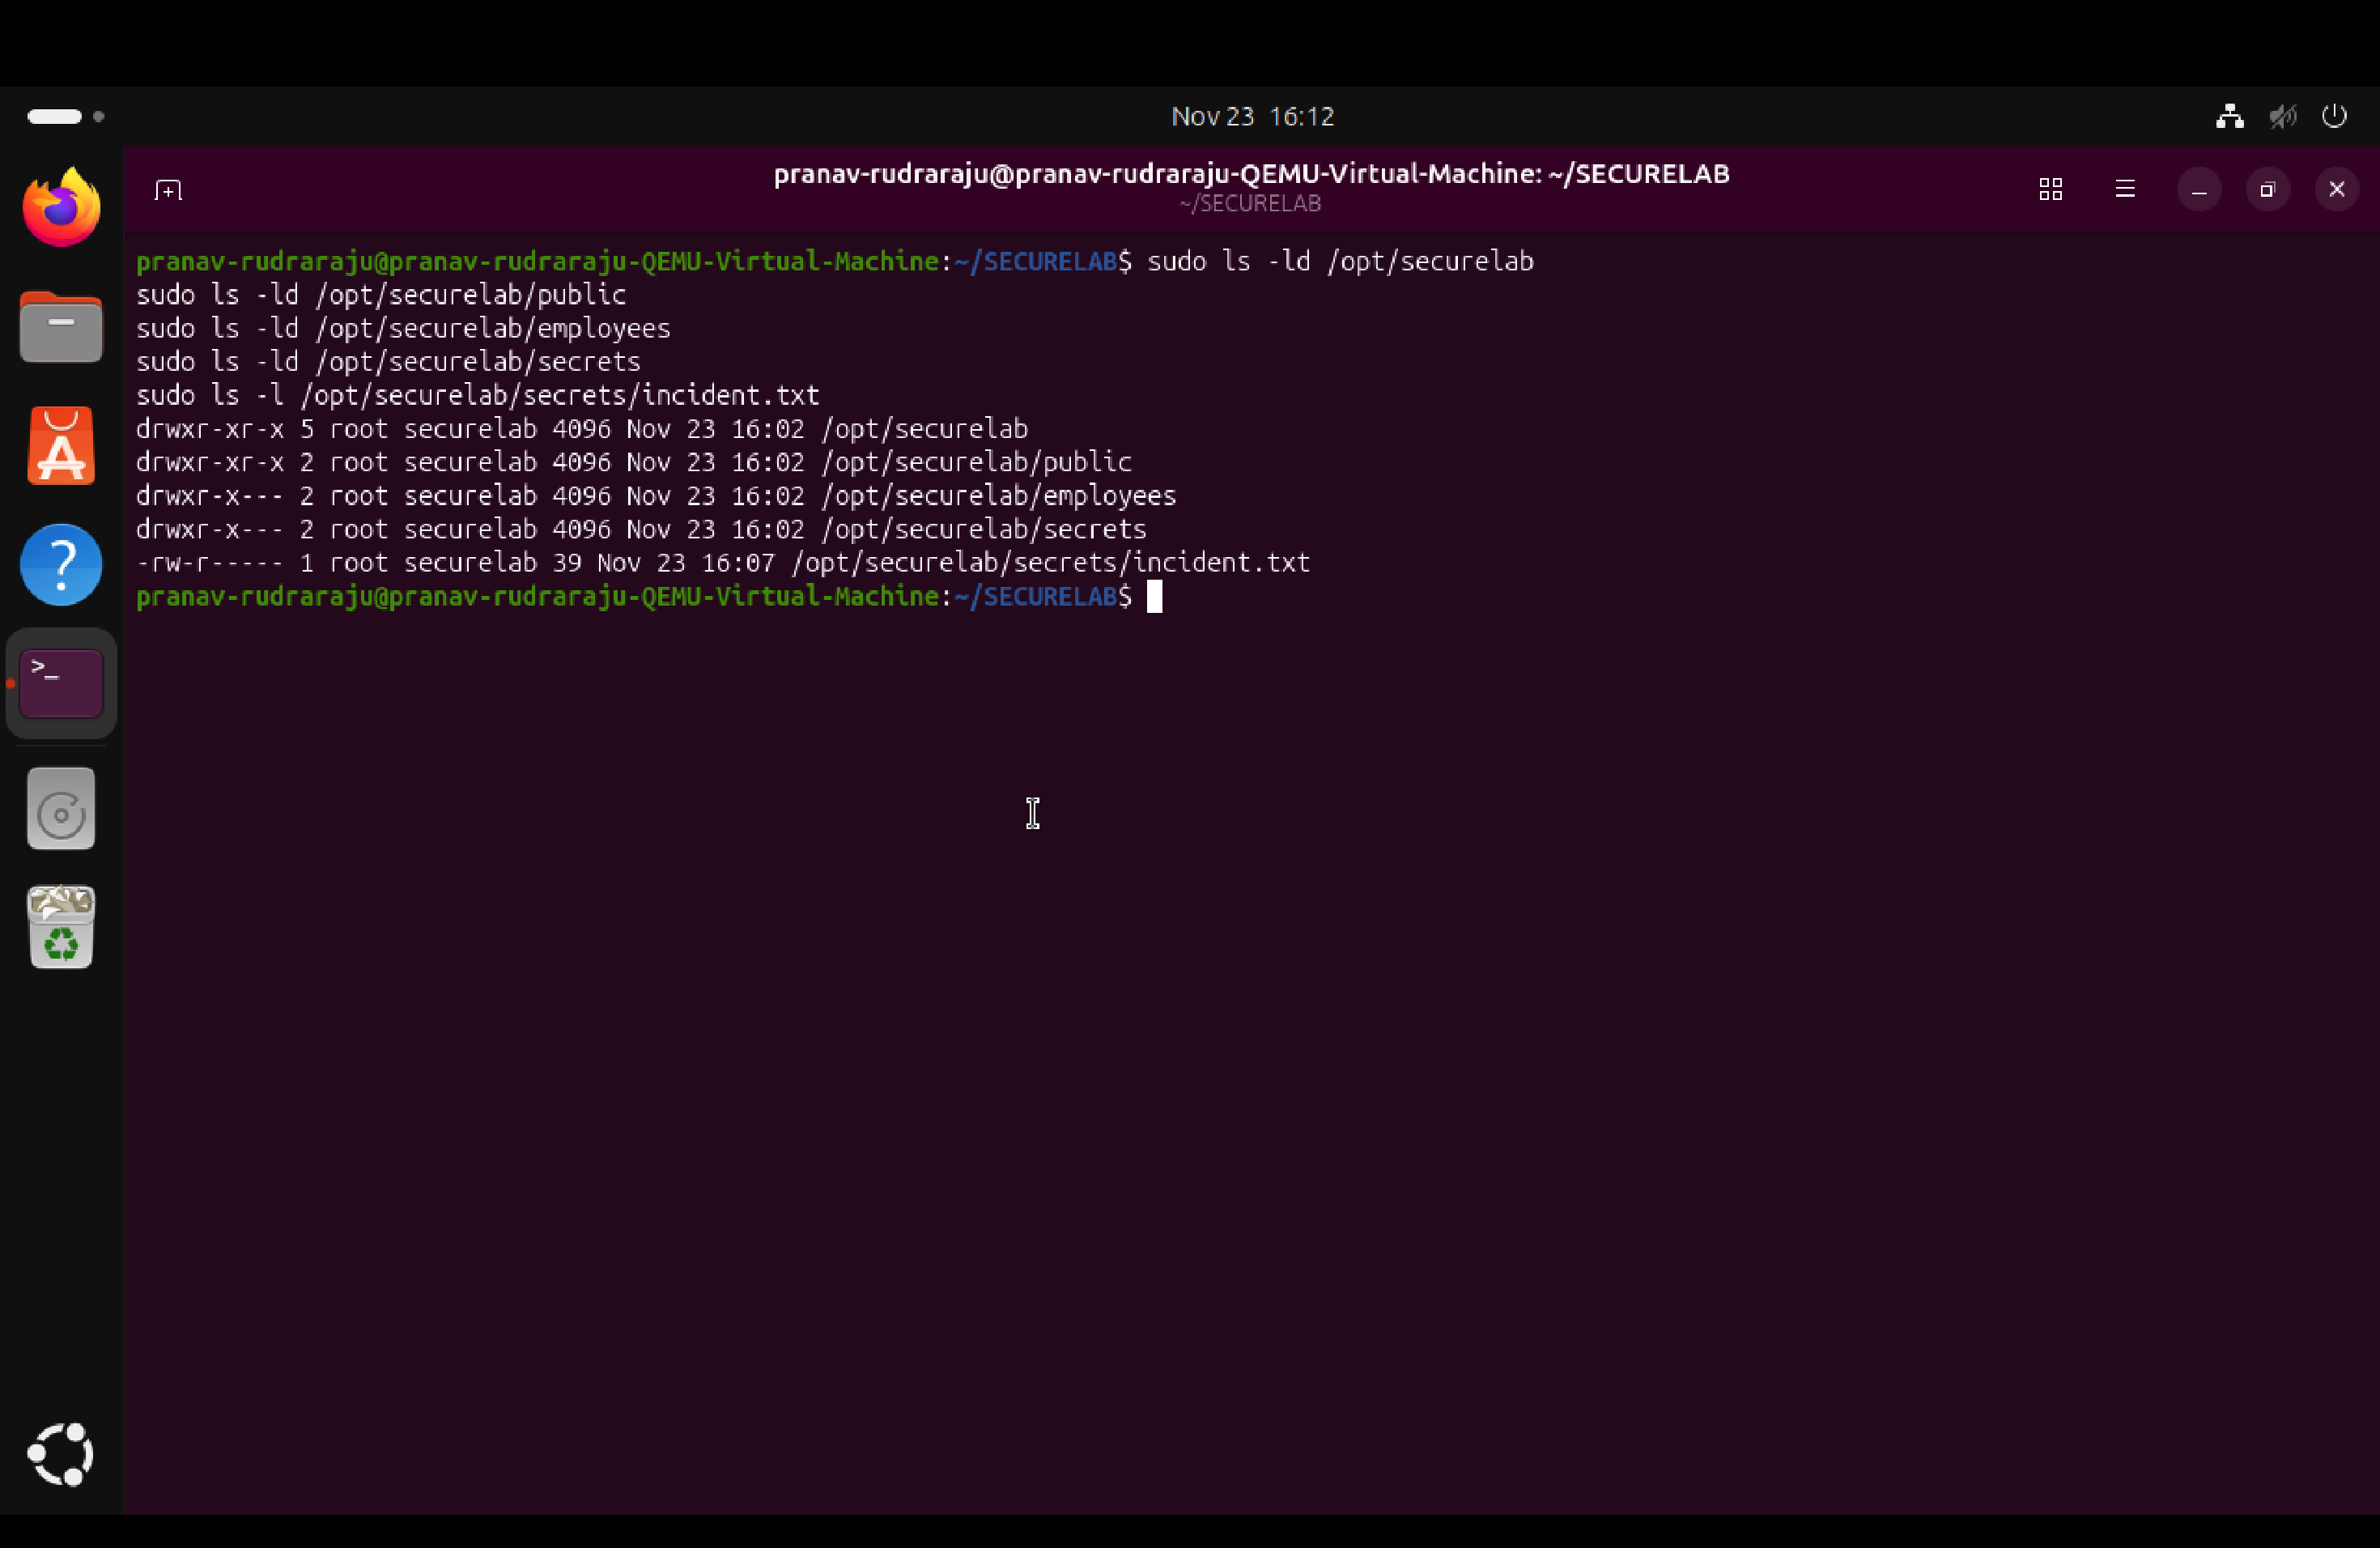 Nov 23 16:12
pranav-rudraraju@pranav-rudraraju-QEMU-Virtual-Machine: ~/SECURELAB
~/SECURELAB
pranav-rudraraju@pranav-rudraraju-QEMU-Virtual-Machine:~/SECURELAB$ sudo ls -ld /opt/securelab
sudo ls -ld /opt/securelab/public
sudo ls -ld /opt/securelab/employees
sudo ls -ld /opt/securelab/secrets
sudo ls -l /opt/securelab/secrets/incident.txt
drwxr-xr-x 5 root securelab 4096 Nov 23 16:02 /opt/securelab
drwxr-xr-x 2 root securelab 4096 Nov 23 16:02 /opt/securelab/public
drwxr-x--- 2 root securelab 4096 Nov 23 16:02 /opt/securelab/employees
drwxr-x--- 2 root securelab 4096 Nov 23 16:02 /opt/securelab/secrets
-rw-r----- 1 root securelab 39 Nov 23 16:07 /opt/securelab/secrets/incident.txt
pranav-rudraraju@pranav-rudraraju-QEMU-Virtual-Machine:~/SECURELAB$